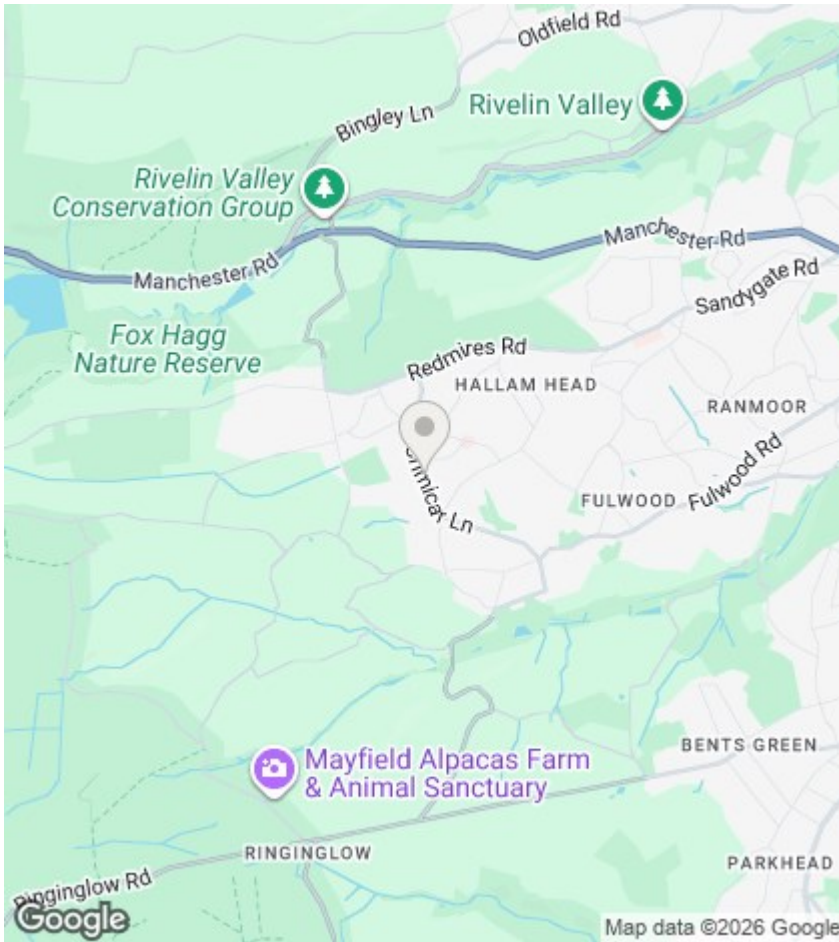 Oldfield Rd
Rivelin Valley
Bingley Ln
Rivelin Valley
Conservation Group
Manchester Rd
Manchester Rd
Sandygate Rd
Fox Hagg
Nature Reserve
Redmires Rd
HALLAM HEAD
RANMOOR
Ln
FULWOOD
Fulwood Rd
BENTS GREEN
Mayfield Alpacas Farm
& Animal Sanctuary
RINGINGLOW
PARKHEAD
Ringinglow Rd
Google
Map data ©2026 Google